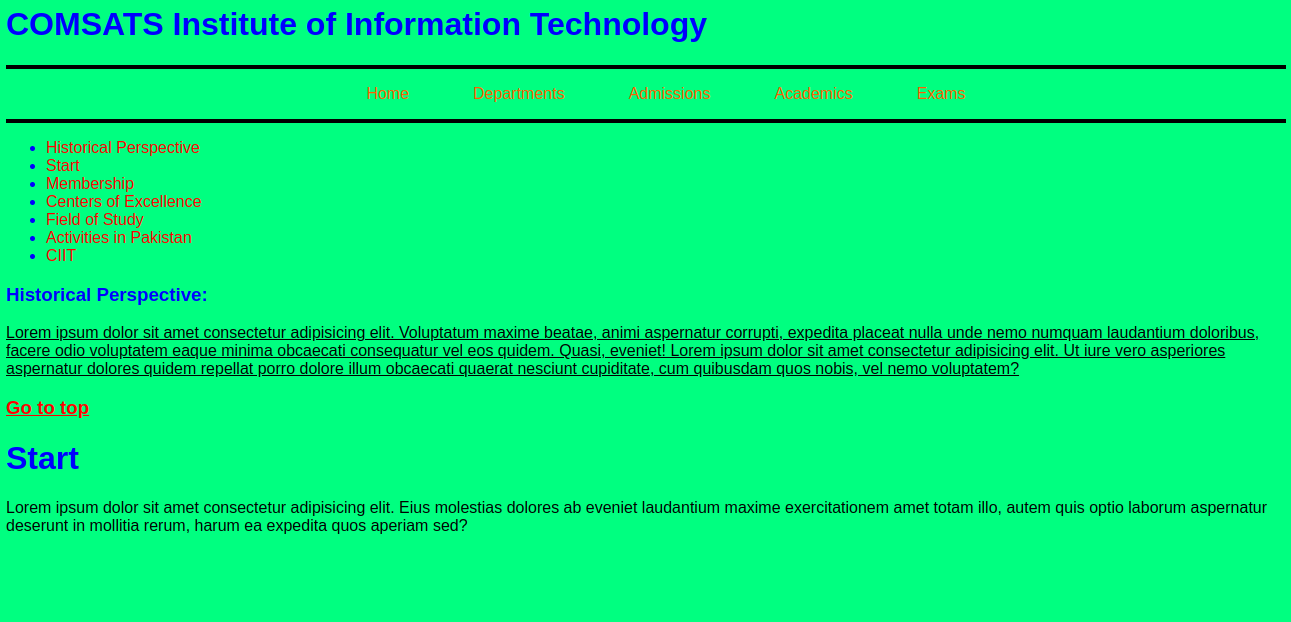 COMSATS Institute of Information Technology
Home Departments Admissions Academics Exams
Historical Perspective
Start
Membership
Centers of Excellence
Field of Study
Activities in Pakistan
CIIT
Historical Perspective:
Lorem ipsum dolor sit amet consectetur adipisicing elit. Voluptatum maxime beatae, animi aspernatur corrupti, expedita placeat nulla unde nemo numquam laudantium doloribus,
facere odio voluptatem eaque minima obcaecati consequatur vel eos quidem. Quasi, eveniet! Lorem ipsum dolor sit amet consectetur adipisicing elit. Ut iure vero asperiores
aspernatur dolores quidem repellat porro dolore illum obcaecati quaerat nesciunt cupiditate, cum quibusdam quos nobis, vel nemo voluptatem?
Go to top
Start
Lorem ipsum dolor sit amet consectetur adipisicing elit. Eius molestias dolores ab eveniet laudantium maxime exercitationem amet totam illo, autem quis optio laborum aspernatur
deserunt in mollitia rerum, harum ea expedita quos aperiam sed?